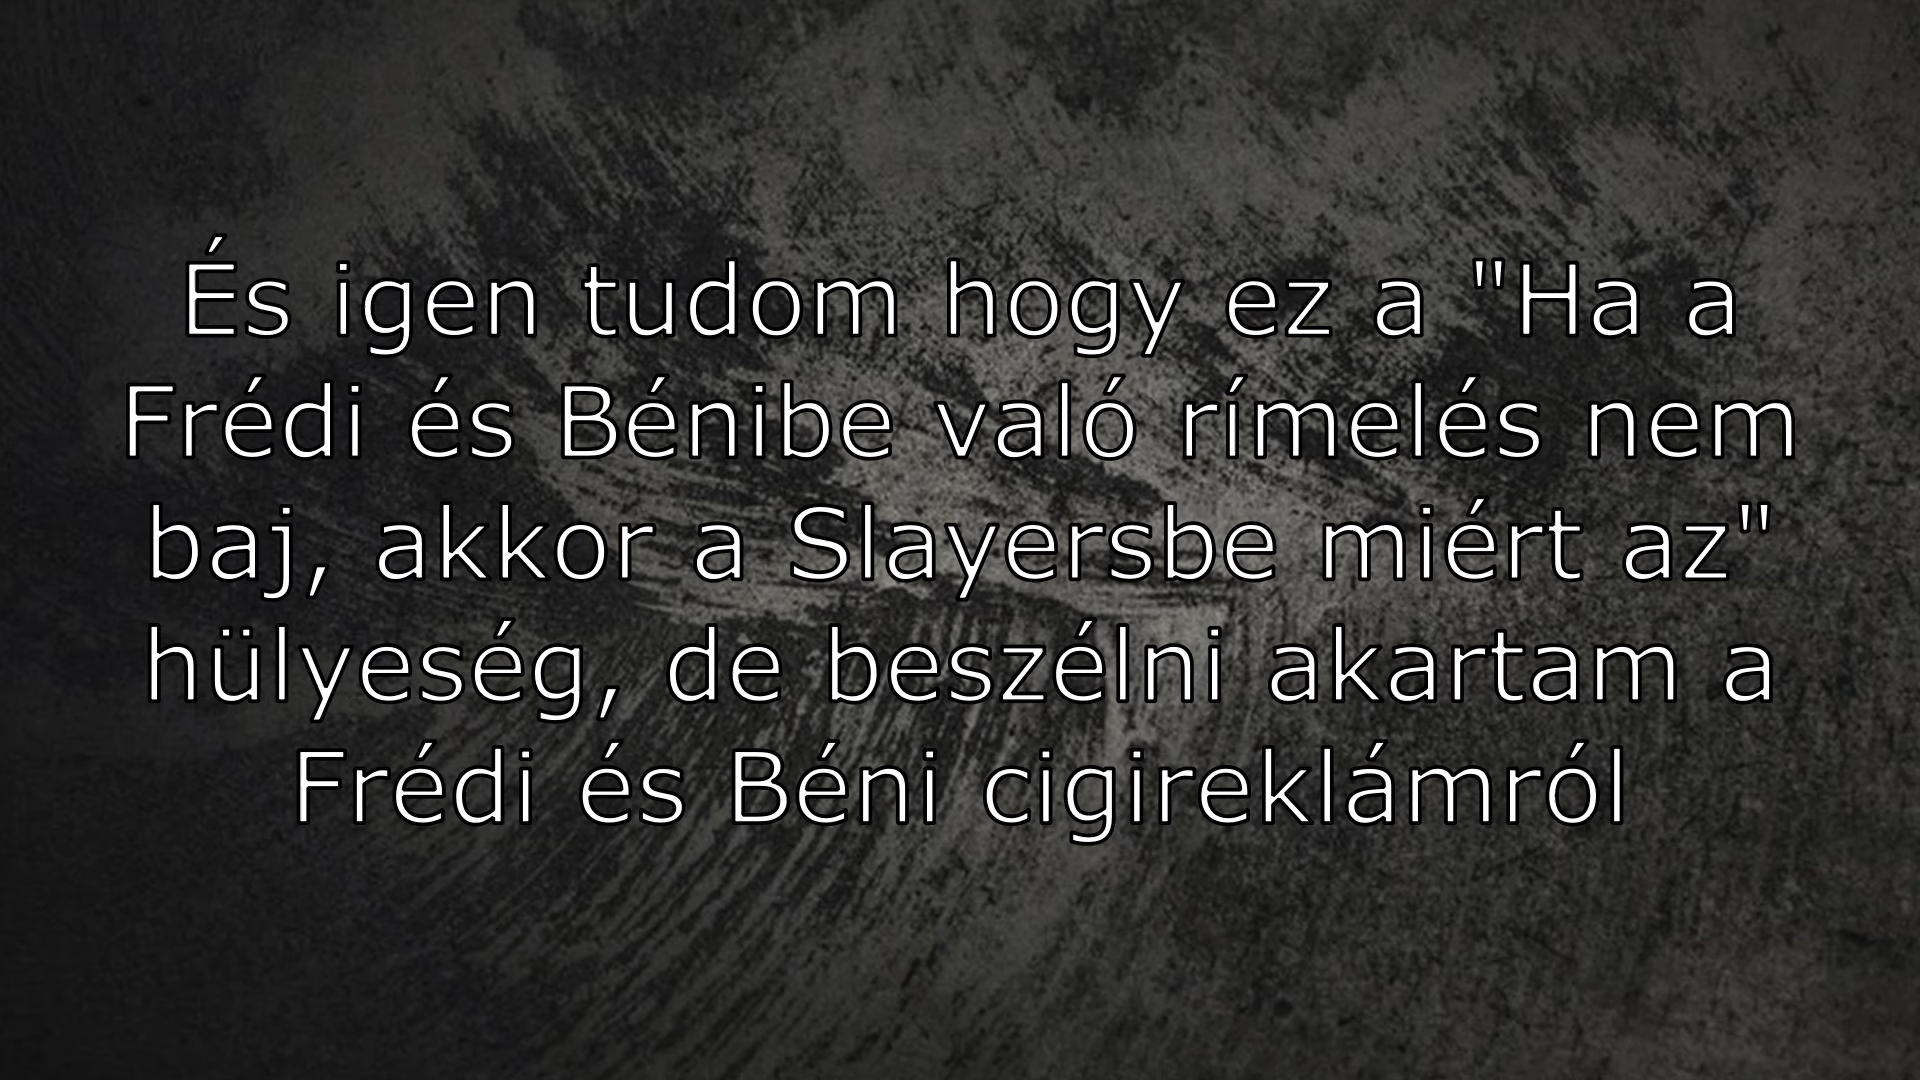 És igen tudom hogy ez a "Ha a
Frédi és Bénibe való rímelés nem
baj, akkor a Slayersbe miért az"
hülyeség, de beszélni akartam a
Frédi és Béni cigireklámról